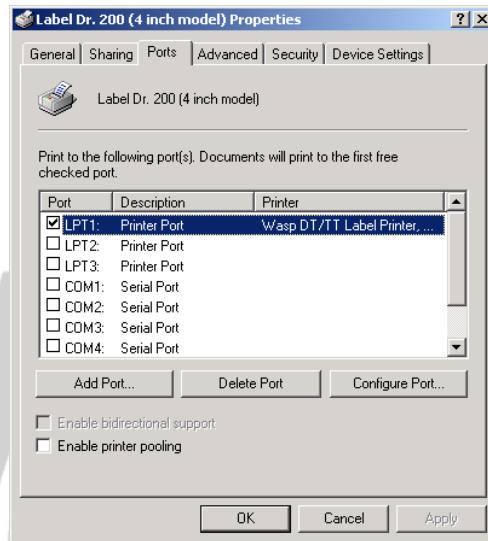 Label Dr. 200 (4 inch model) Properties
General Sharing Ports Advanced Security Device Settings
Label Dr. 200 (4 inch model)
Print to the following port(s). Documents will print to the first free
checked port.
Port Description Printer
LPT1: Printer Port Wasp DT/TT Label Printer, ...
LPT2: Printer Port
LPT3: Printer Port
COM1: Serial Port
COM2: Serial Port
COM3: Serial Port
COM4: Serial Port
Add Port... Delete Port Configure Port...
Enable bidirectional support
Enable printer pooling
OK Cancel Apply